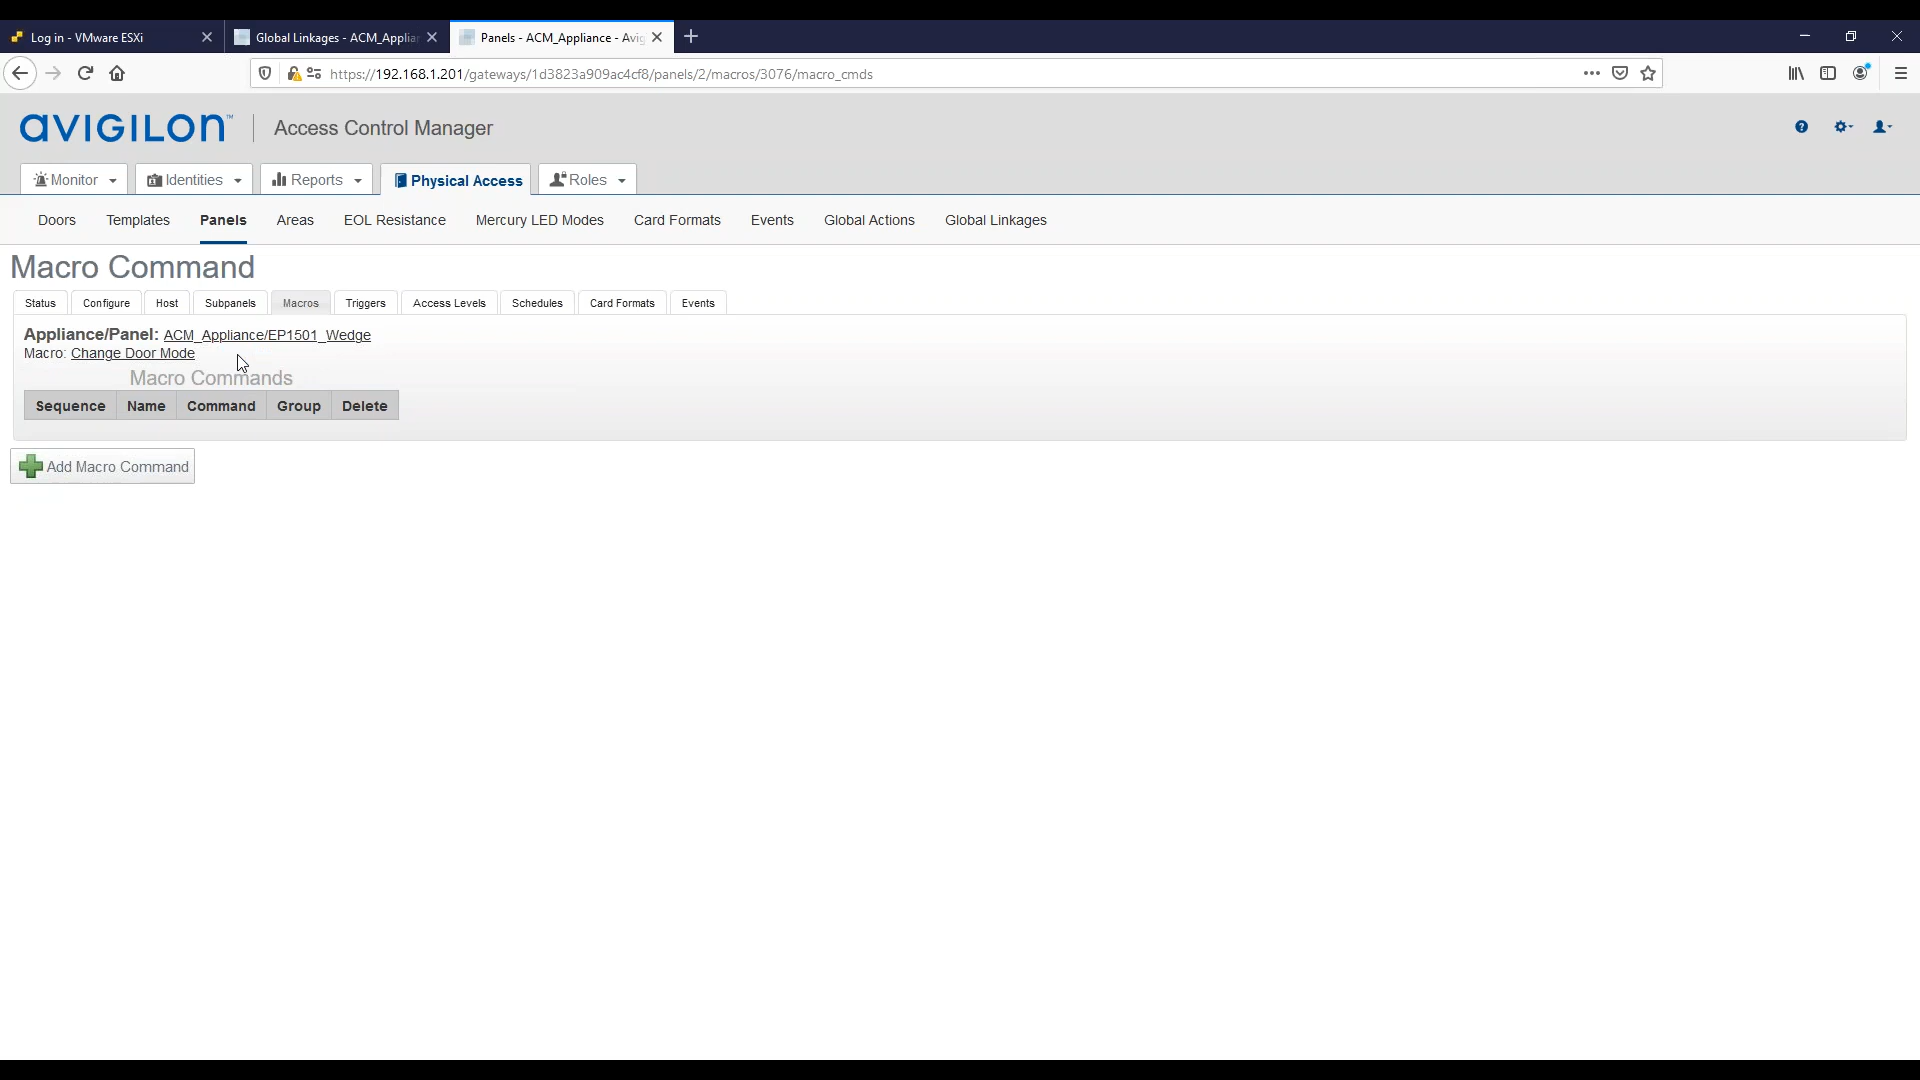 Log in - VMware ESXi
Global Linkages - ACM_Applian
Panels - ACM_Appliance - Avig
https://192.168.1.201/gateways/1d3823a909ac4cf8/panels/2/macros/3076/macro_cmds
AVIGILON™ Access Control Manager
Monitor Identities Reports Physical Access Roles
Doors Templates Panels Areas EOL Resistance Mercury LED Modes Card Formats Events Global Actions Global Linkages
Macro Command
Status Configure Host Subpanels Macros Triggers Access Levels Schedules Card Formats Events
Appliance/Panel: ACM_Appliance/EP1501_Wedge
Macro: Change Door Mode
Macro Commands
Sequence Name Command Group Delete
Add Macro Command